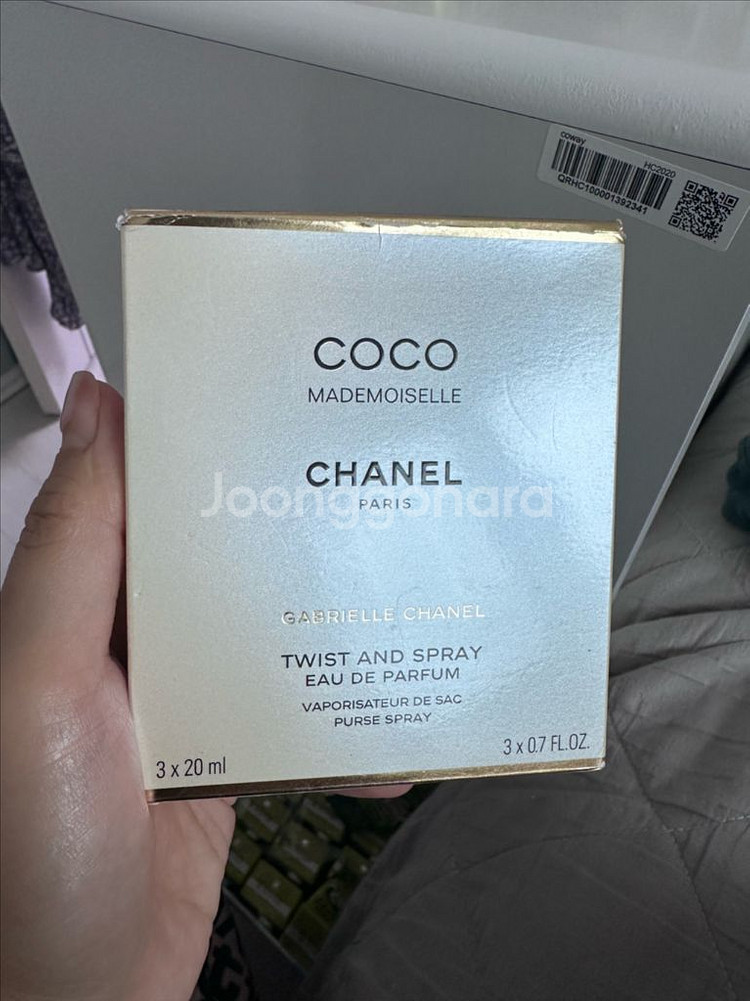 coway
HC2020
QRHC100001392341
COCO
MADEMOISELLE
CHANEL
PARIS
Joonggonara
GABRIELLE CHANEL
TWIST AND SPRAY
EAU DE PARFUM
VAPORISATEUR DE SAC
PURSE SPRAY
3 x 20 ml
3 x 0.7 FL.OZ.